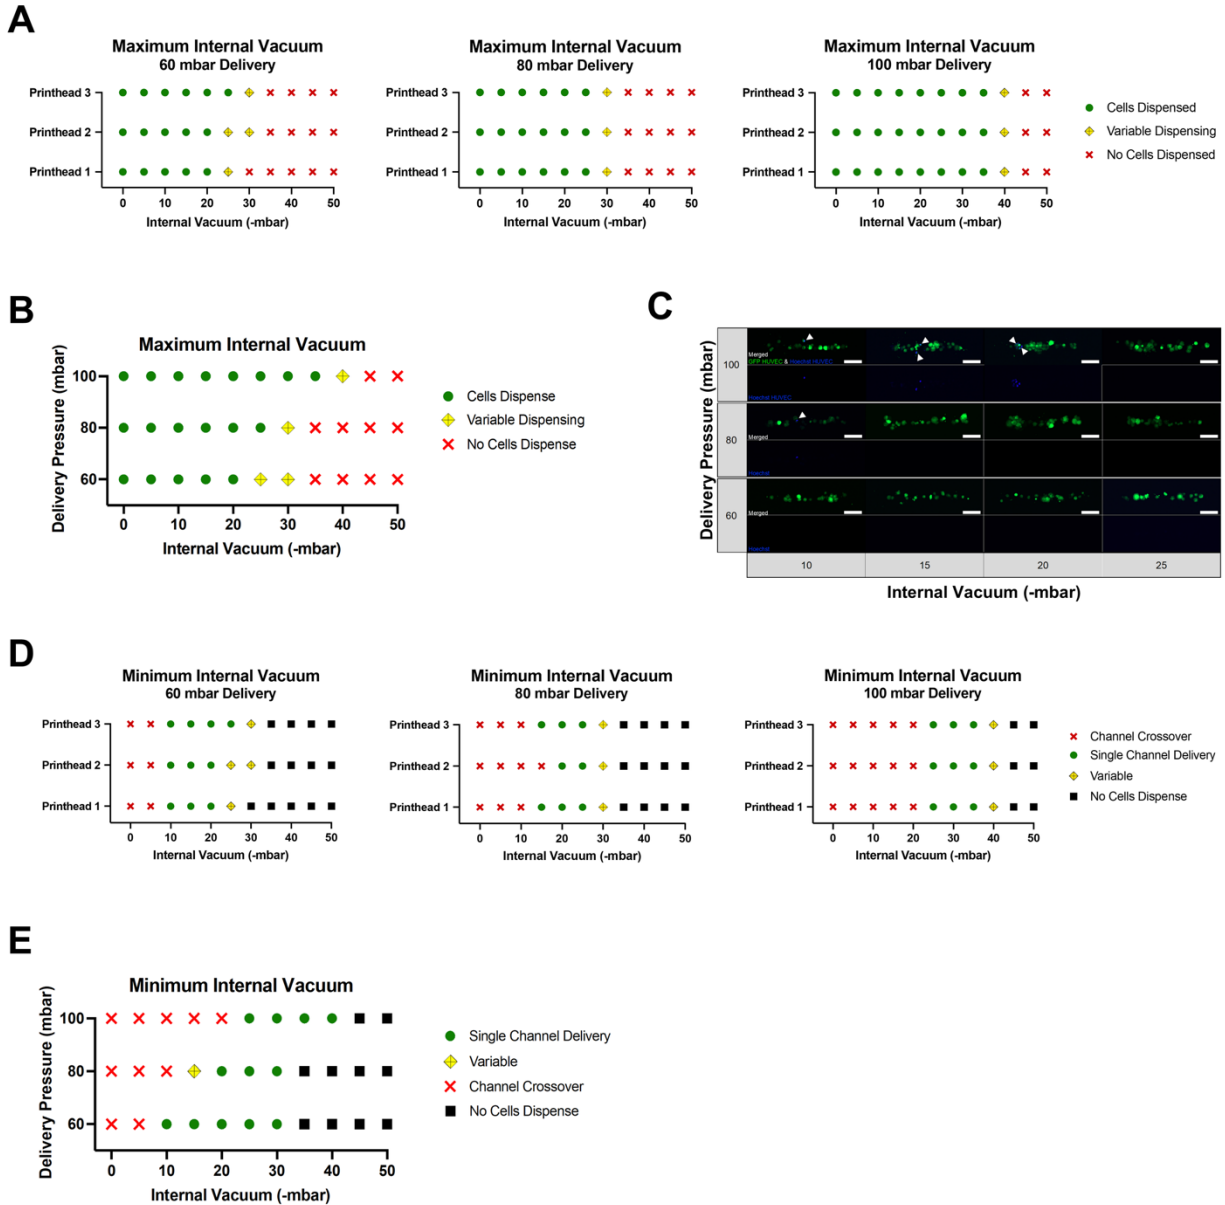 A
Maximum Internal Vacuum
60 mbar Delivery
Printhead 3
Printhead 2
Printhead 1
0 10 20 30 40 50
Internal Vacuum (-mbar)
Maximum Internal Vacuum
80 mbar Delivery
Printhead 3
Printhead 2
Printhead 1
0 10 20 30 40 50
Internal Vacuum (-mbar)
Maximum Internal Vacuum
100 mbar Delivery
Printhead 3
Printhead 2
Printhead 1
0 10 20 30 40 50
Internal Vacuum (-mbar)
Cells Dispensed
Variable Dispensing
No Cells Dispensed
B
Maximum Internal Vacuum
Delivery Pressure (mbar)
100
80
60
0 10 20 30 40 50
Internal Vacuum (-mbar)
Cells Dispense
Variable Dispensing
No Cells Dispense
C
Delivery Pressure (mbar)
100
Merged
GFP HUVEC & Hoechst HUVEC
Hoechst HUVEC
80
Merged
Hoechst
60
Merged
Hoechst
10 15 20 25
Internal Vacuum (-mbar)
D
Minimum Internal Vacuum
60 mbar Delivery
Printhead 3
Printhead 2
Printhead 1
0 10 20 30 40 50
Internal Vacuum (-mbar)
Minimum Internal Vacuum
80 mbar Delivery
Printhead 3
Printhead 2
Printhead 1
0 10 20 30 40 50
Internal Vacuum (-mbar)
Minimum Internal Vacuum
100 mbar Delivery
Printhead 3
Printhead 2
Printhead 1
0 10 20 30 40 50
Internal Vacuum (-mbar)
Channel Crossover
Single Channel Delivery
Variable
No Cells Dispense
E
Minimum Internal Vacuum
Delivery Pressure (mbar)
100
80
60
0 10 20 30 40 50
Internal Vacuum (-mbar)
Single Channel Delivery
Variable
Channel Crossover
No Cells Dispense